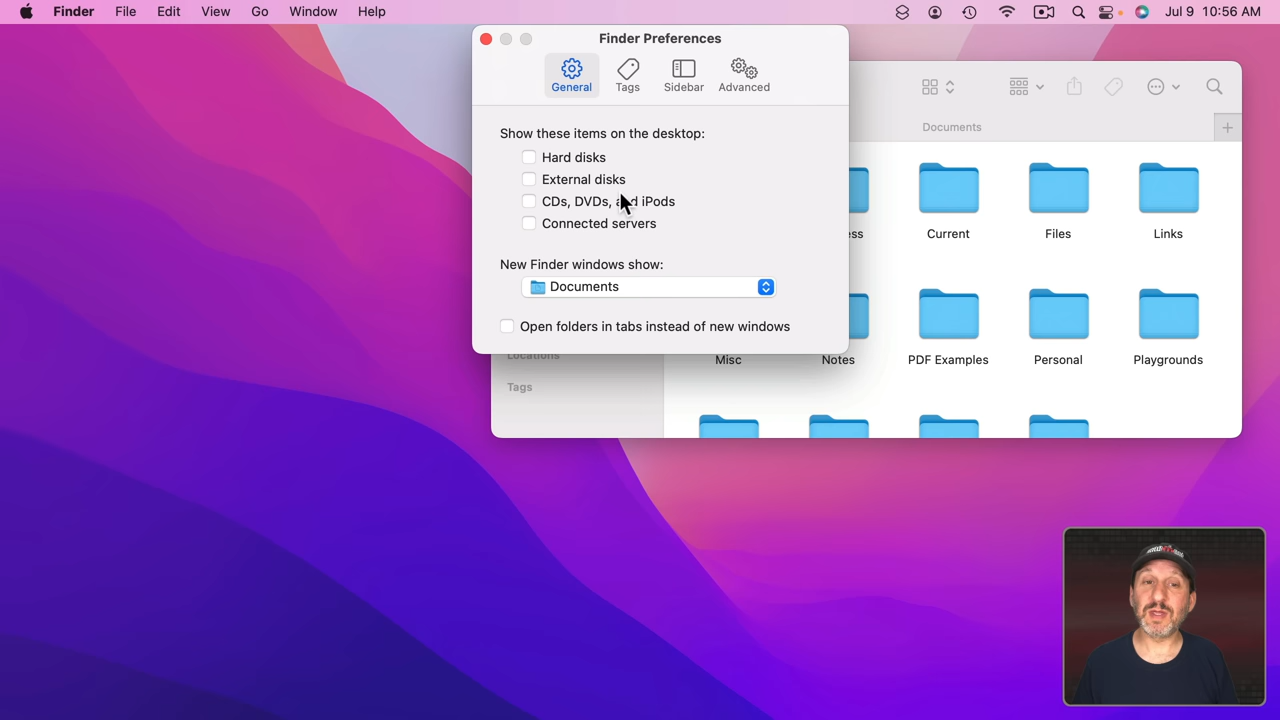 Finder File Edit View Go Window Help
Jul 9 10:56 AM
Finder Preferences
General Tags Sidebar Advanced
Show these items on the desktop:
Hard disks
External disks
CDs, DVDs, and iPods
Connected servers
New Finder windows show:
Documents
Open folders in tabs instead of new windows
Documents
ess Current Files Links
Misc Notes PDF Examples Personal Playgrounds
Locations
Tags